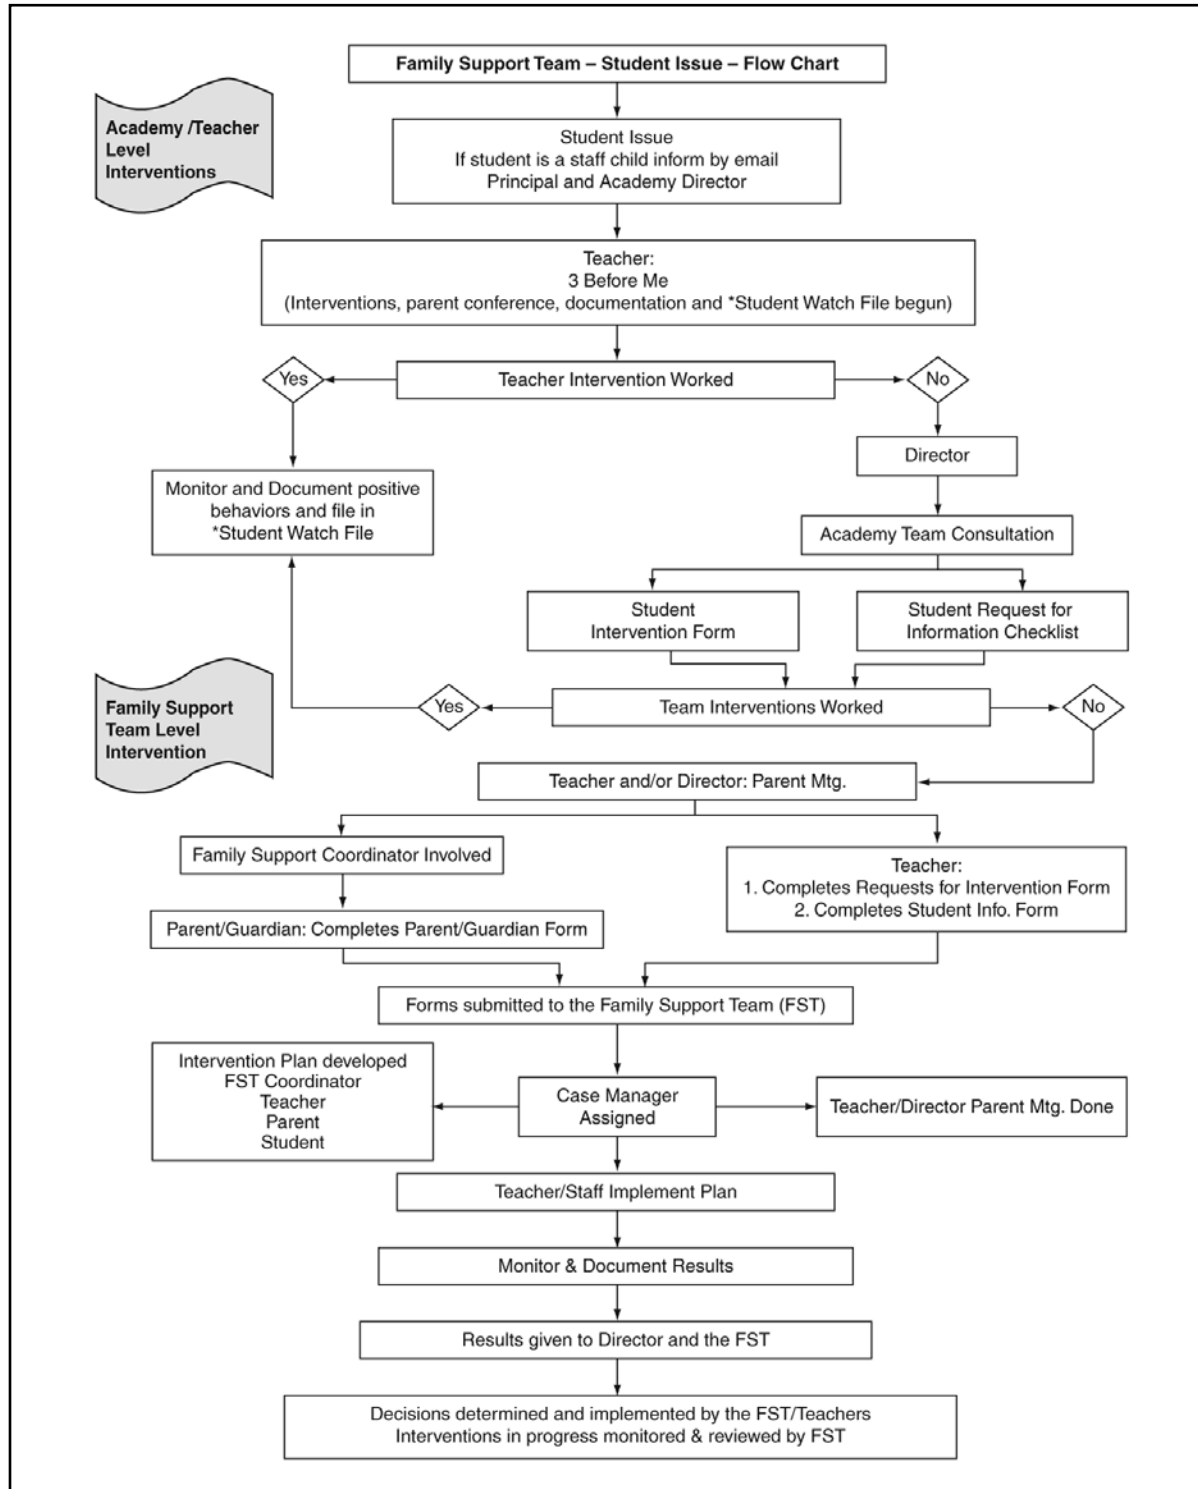 Family Support Team – Student Issue – Flow Chart
Academy /Teacher
Level
Interventions
Student Issue
If student is a staff child inform by email
Principal and Academy Director
Teacher:
3 Before Me
(Interventions, parent conference, documentation and *Student Watch File begun)
Yes
Teacher Intervention Worked
No
Director
Monitor and Document positive
behaviors and file in
*Student Watch File
Academy Team Consultation
Student
Intervention Form
Student Request for
Information Checklist
Family Support
Team Level
Intervention
Yes
Team Interventions Worked
No
Teacher and/or Director: Parent Mtg.
Family Support Coordinator Involved
Teacher:
1. Completes Requests for Intervention Form
2. Completes Student Info. Form
Parent/Guardian: Completes Parent/Guardian Form
Forms submitted to the Family Support Team (FST)
Intervention Plan developed
FST Coordinator
Teacher
Parent
Student
Case Manager
Assigned
Teacher/Director Parent Mtg. Done
Teacher/Staff Implement Plan
Monitor & Document Results
Results given to Director and the FST
Decisions determined and implemented by the FST/Teachers
Interventions in progress monitored & reviewed by FST